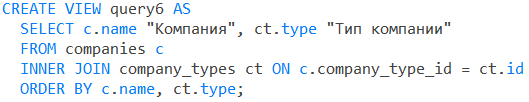 CREATE VIEW query6 AS
SELECT c.name "Компания", ct.type "Тип компании"
FROM companies c
INNER JOIN company_types ct ON c.company_type_id = ct.id
ORDER BY c.name, ct.type;